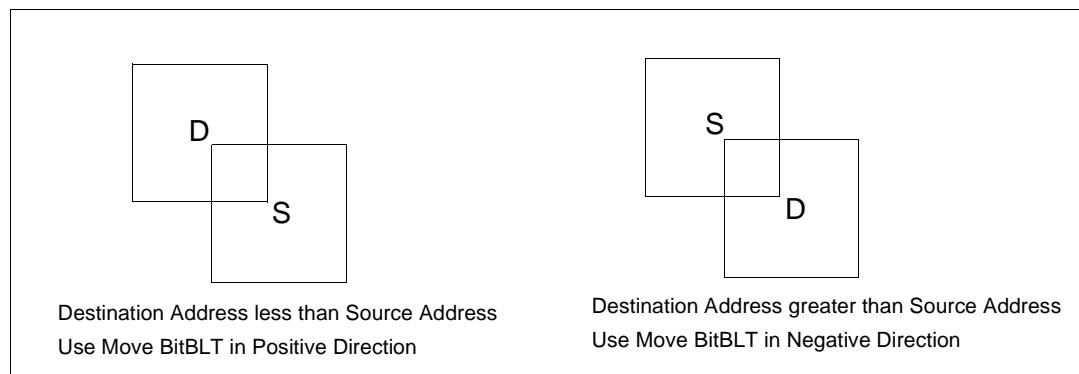 D
S
Destination Address less than Source Address
Use Move BitBLT in Positive Direction
S
D
Destination Address greater than Source Address
Use Move BitBLT in Negative Direction